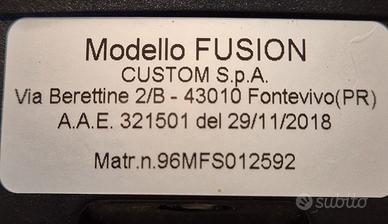 Modello FUSION
CUSTOM S.p.A.
Via Berettine 2/B - 43010 Fontevivo(PR)
A.A.E. 321501 del 29/11/2018
Matr.n.96MFS012592
subito